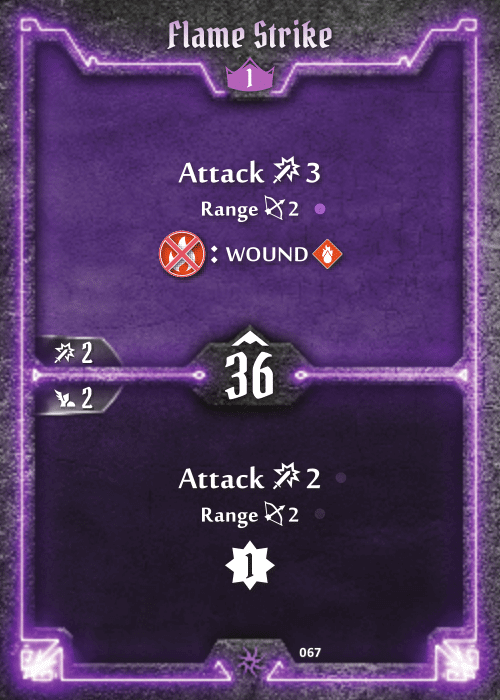 Flame Strike
1
Attack 3
Range 2
: WOUND
2
36
2
Attack 2
Range 2
1
067